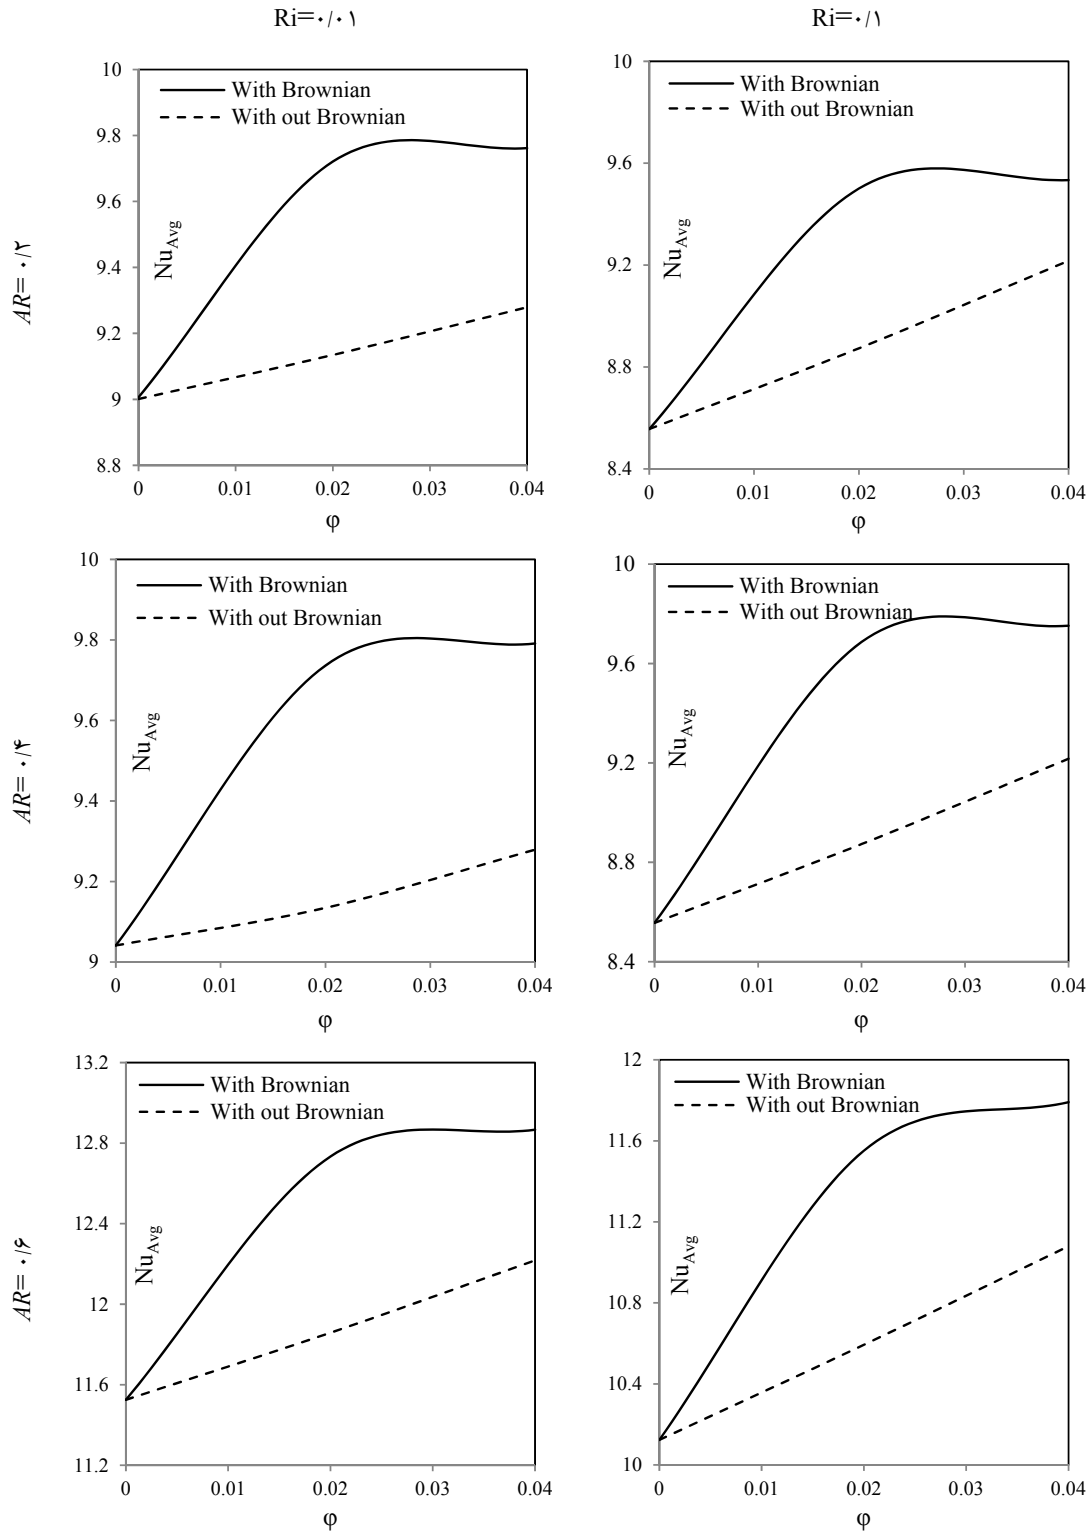 Ri=۰/۰۱
Ri=۰/۱
AR=۰/۲
10
9.8
9.6
9.4
9.2
9
8.8
With Brownian
With out Brownian
Nu_Avg
0 0.01 0.02 0.03 0.04
φ
10
9.6
9.2
8.8
8.4
With Brownian
With out Brownian
Nu_Avg
0 0.01 0.02 0.03 0.04
φ
AR=۰/۴
10
9.8
9.6
9.4
9.2
9
With Brownian
With out Brownian
Nu_Avg
0 0.01 0.02 0.03 0.04
φ
10
9.6
9.2
8.8
8.4
With Brownian
With out Brownian
Nu_Avg
0 0.01 0.02 0.03 0.04
φ
AR=۰/۶
13.2
12.8
12.4
12
11.6
11.2
With Brownian
With out Brownian
Nu_Avg
0 0.01 0.02 0.03 0.04
φ
12
11.6
11.2
10.8
10.4
10
With Brownian
With out Brownian
Nu_Avg
0 0.01 0.02 0.03 0.04
φ